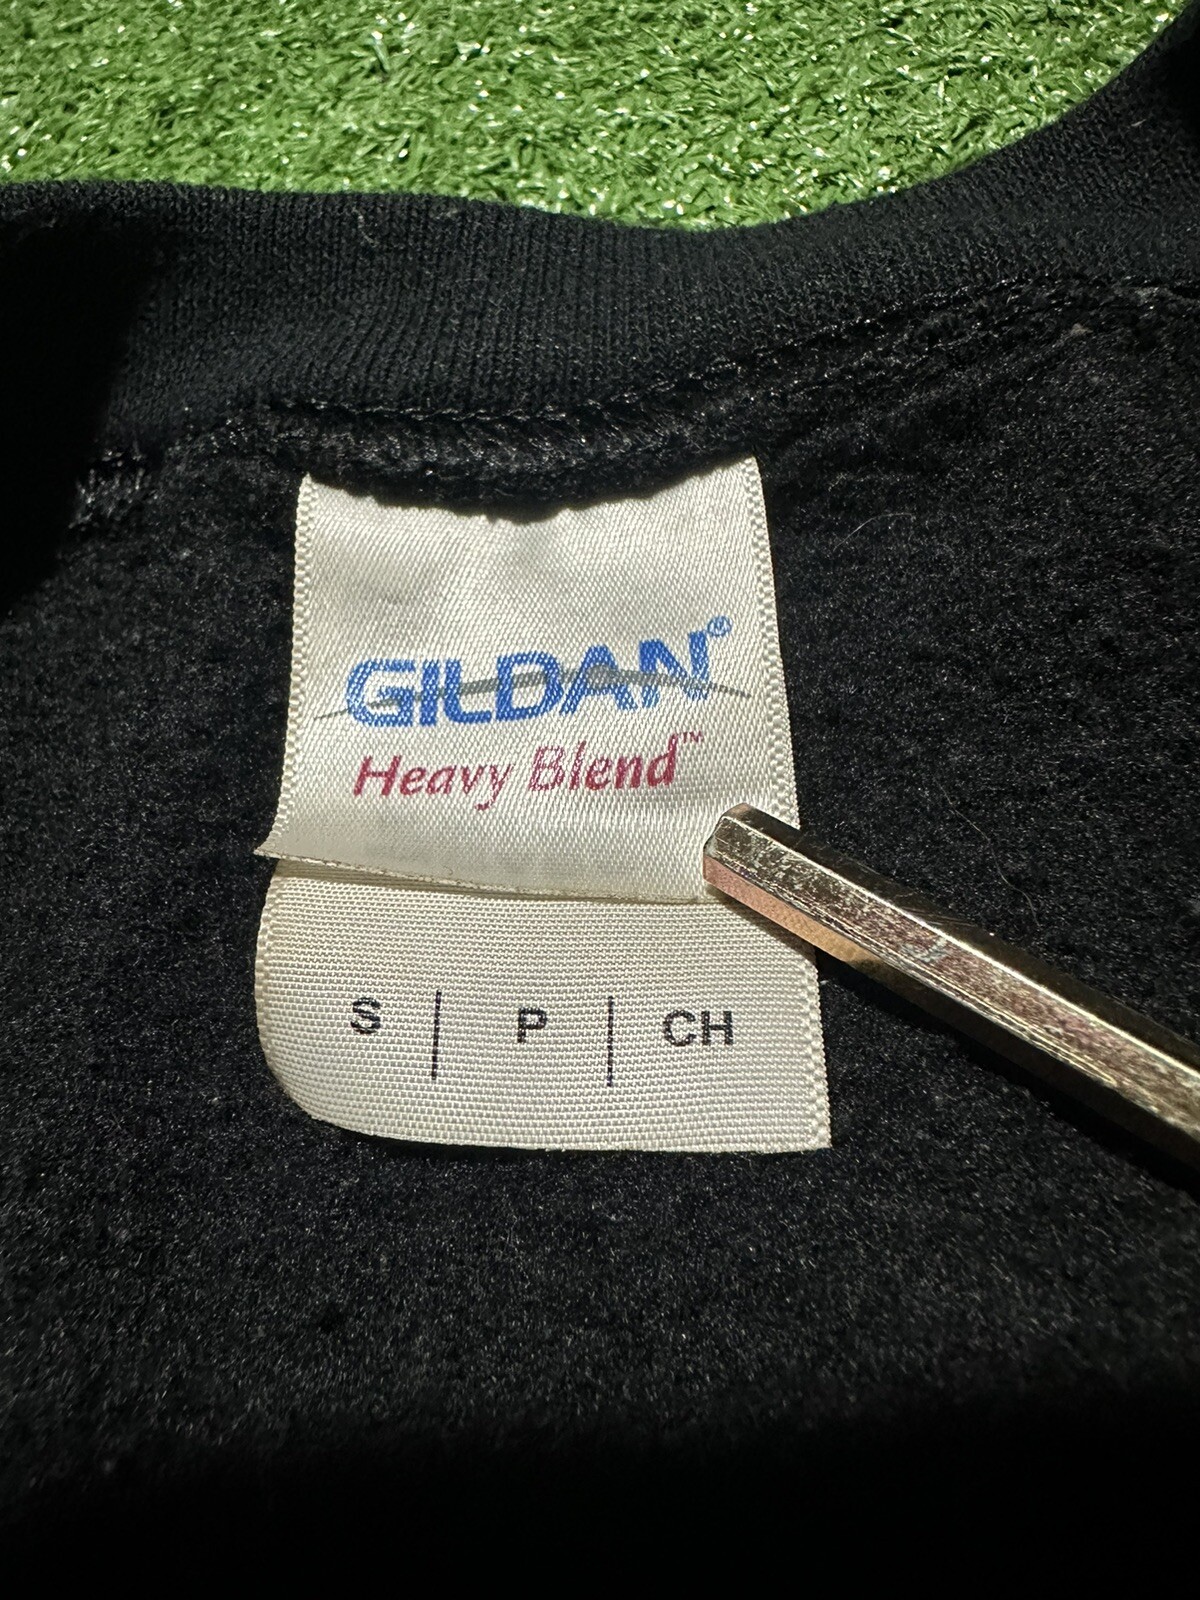 GILDAN®
Heavy Blend™
S | P | CH